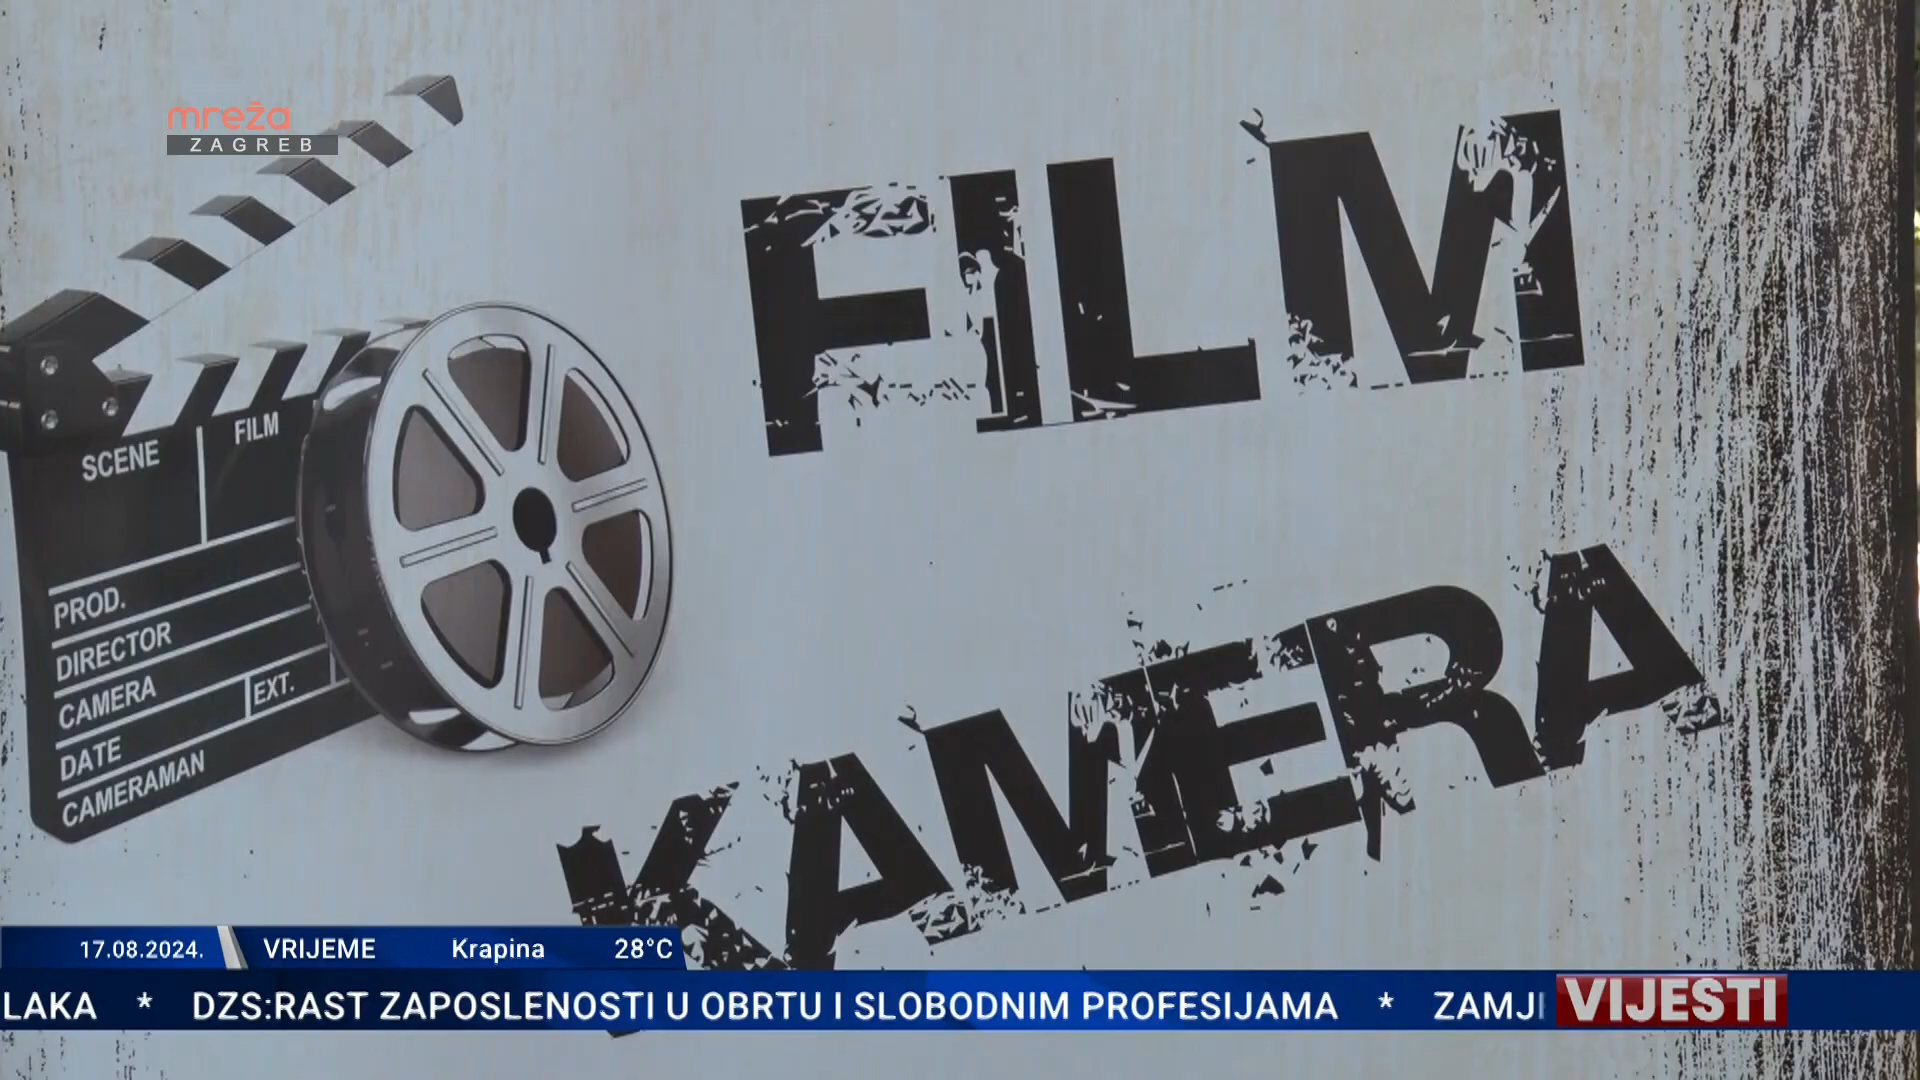 mreža
ZAGREB
FILM
KAMERA
SCENE
FILM
PROD.
DIRECTOR
CAMERA
EXT.
DATE
CAMERAMAN
17.08.2024.
VRIJEME
Krapina
28°C
LAKA * DZS:RAST ZAPOSLENOSTI U OBRTU I SLOBODNIM PROFESIJAMA *
VIJESTI